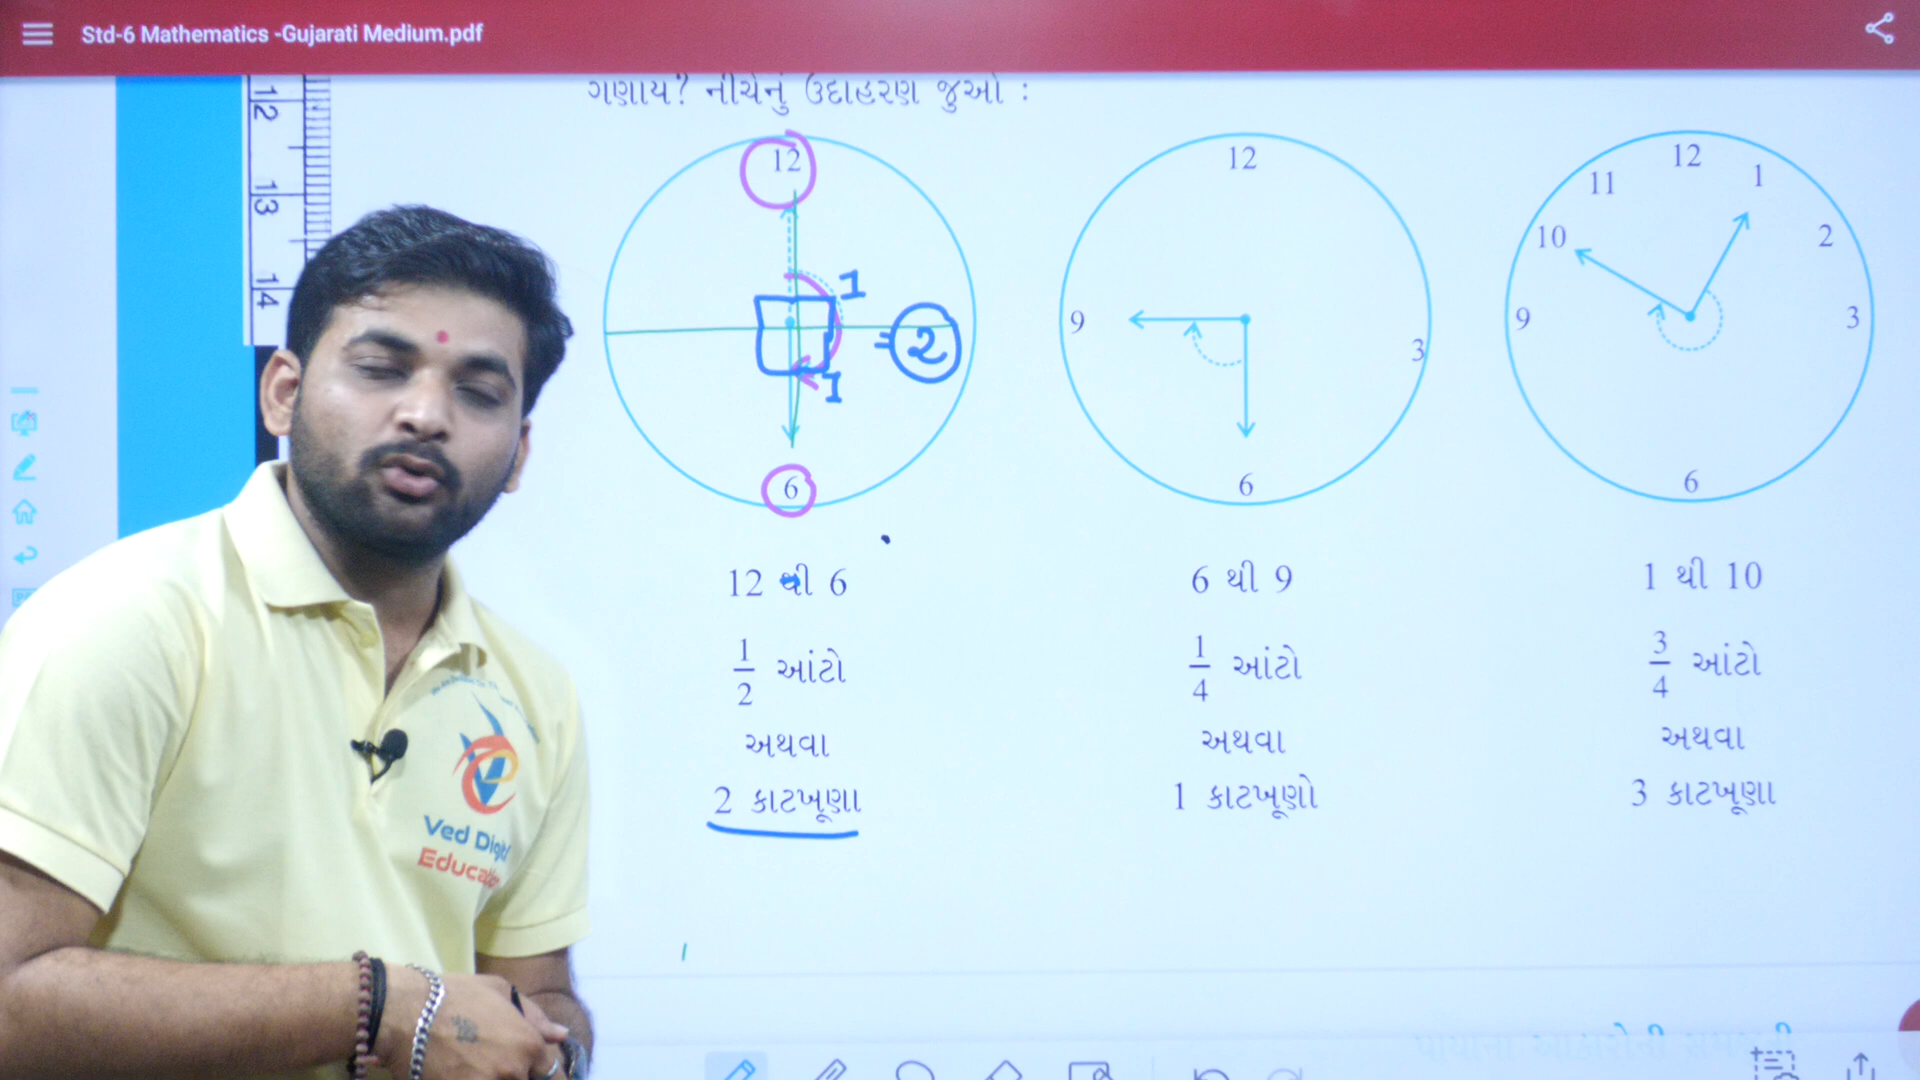 Std-6 Mathematics -Gujarati Medium.pdf
ગણાય? નીચેનું ઉદાહરણ જુઓ :
12
13
14
12
6
1
1
=2
12
3
6
9
12
1
2
3
6
9
10
11
12 થી 6
1/2 આંટો
અથવા
2 કાટખૂણા
6 થી 9
1/4 આંટો
અથવા
1 કાટખૂણો
1 થી 10
3/4 આંટો
અથવા
3 કાટખૂણા
Ved Digit
Educa